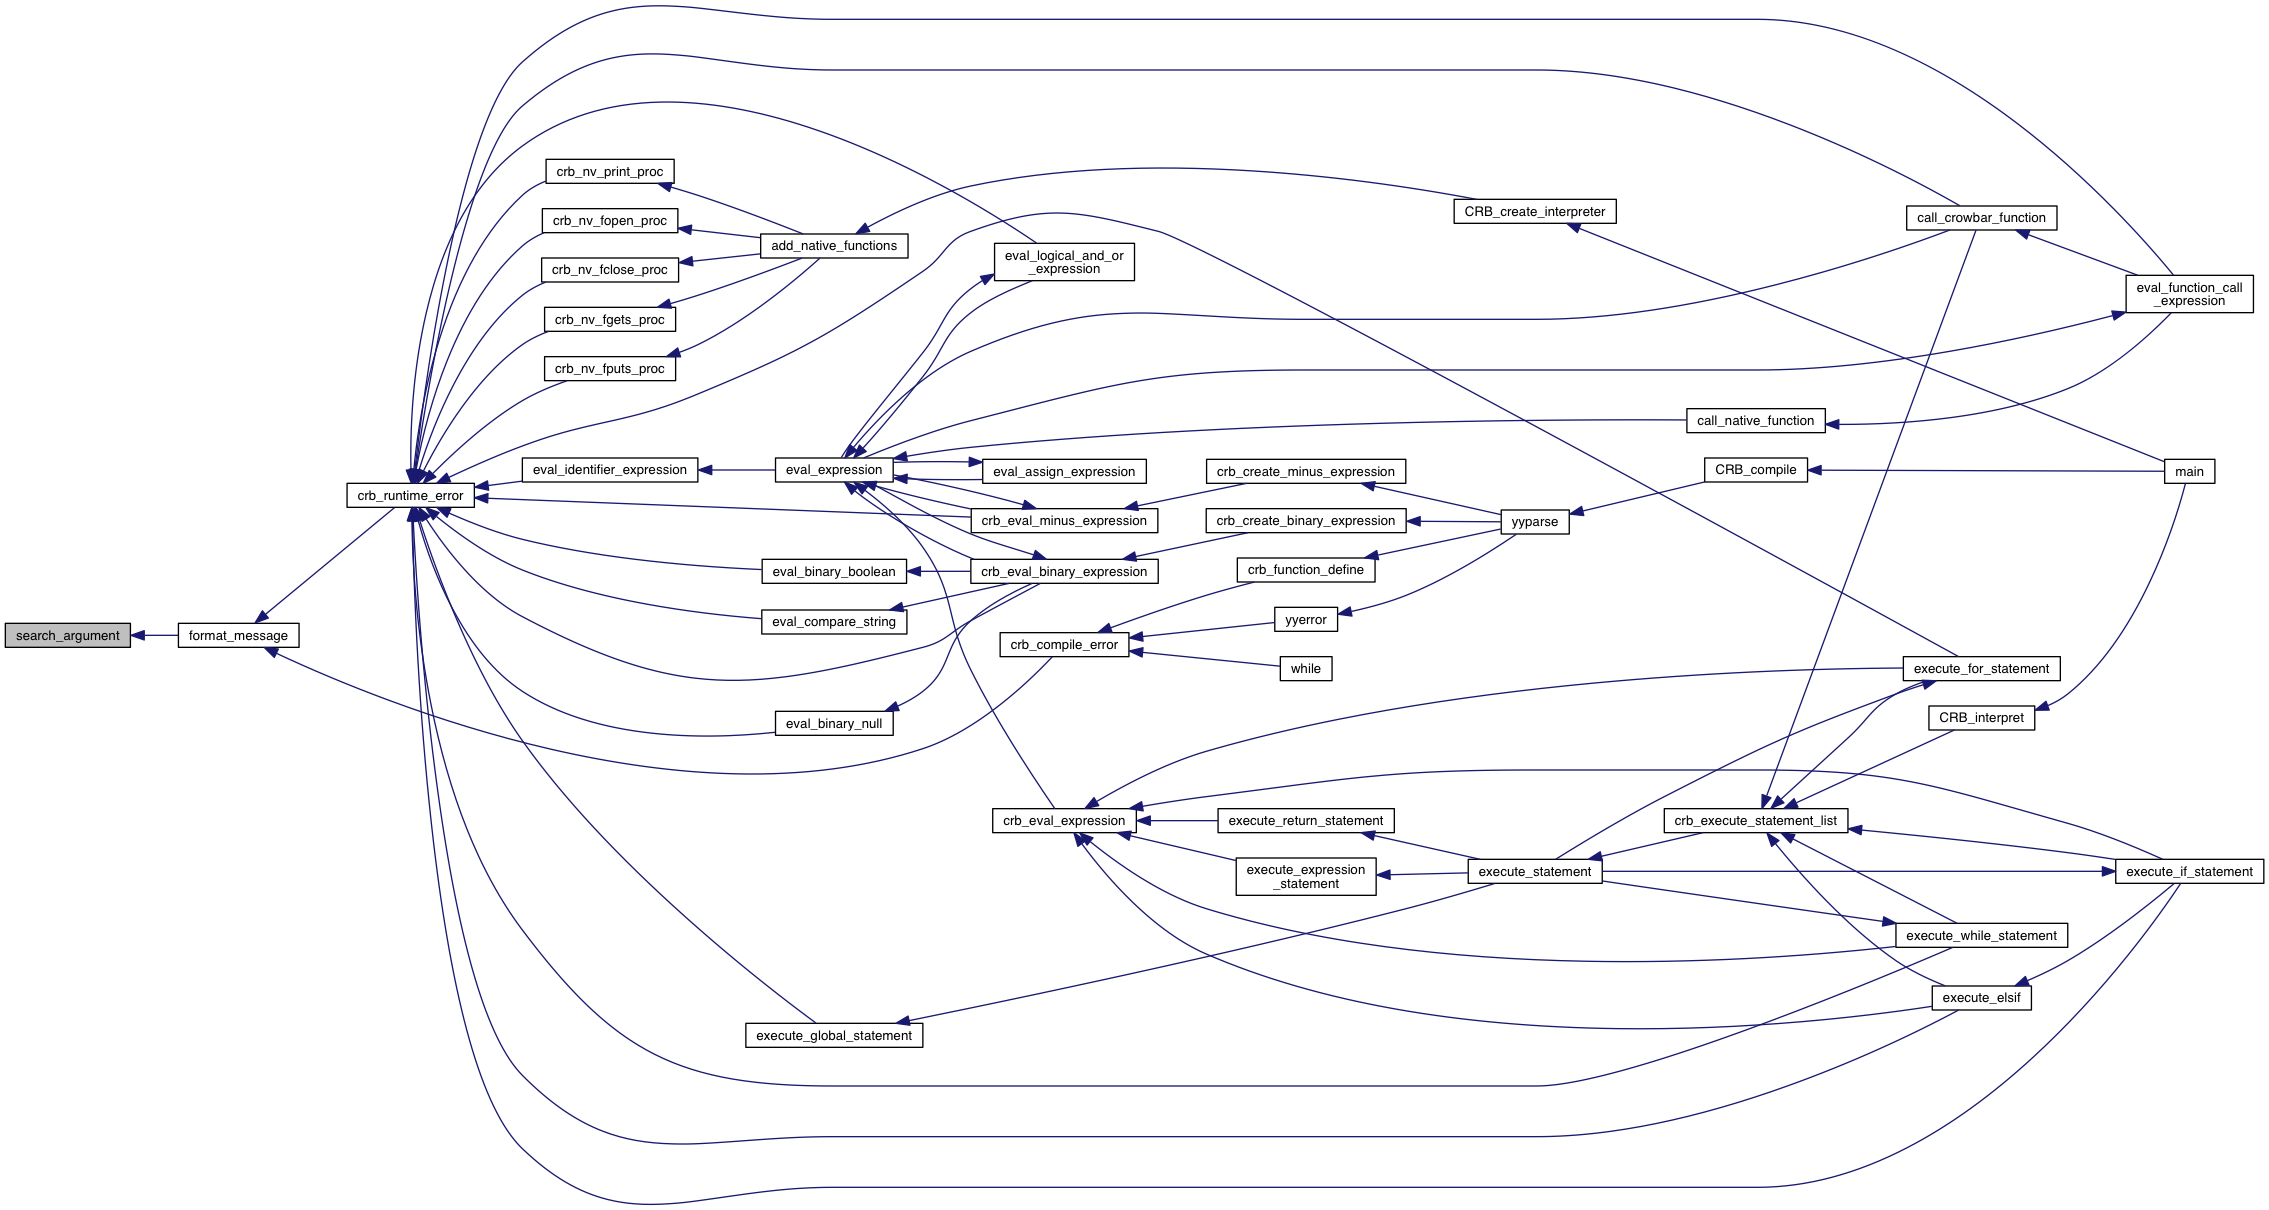 search_argument
format_message
crb_runtime_error
crb_nv_print_proc
crb_nv_fopen_proc
crb_nv_fclose_proc
crb_nv_fgets_proc
crb_nv_fputs_proc
eval_identifier_expression
add_native_functions
eval_expression
eval_binary_boolean
eval_compare_string
eval_binary_null
execute_global_statement
eval_logical_and_or
_expression
eval_assign_expression
crb_eval_minus_expression
crb_eval_binary_expression
crb_compile_error
crb_eval_expression
crb_create_minus_expression
crb_create_binary_expression
crb_function_define
yyerror
while
execute_return_statement
execute_expression
_statement
CRB_create_interpreter
yyparse
execute_statement
call_native_function
CRB_compile
crb_execute_statement_list
call_crowbar_function
execute_for_statement
CRB_interpret
execute_while_statement
execute_elsif
eval_function_call
_expression
main
execute_if_statement